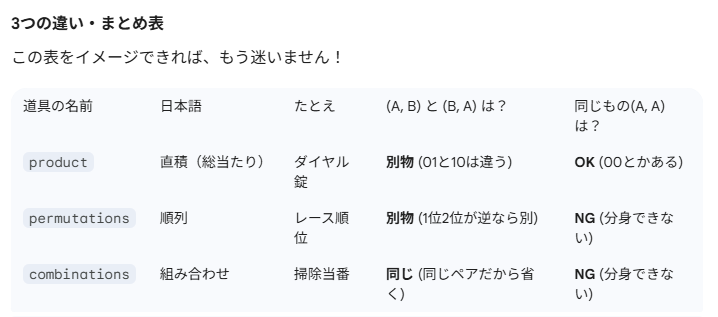 3つの違い・まとめ表
この表をイメージできれば、もう迷いません！
道具の名前 日本語 たとえ (A, B) と (B, A) は？ 同じもの(A, A)
は？
product 直積（総当たり） ダイヤル
錠 別物 (01と10は違う) OK (00とかある)
permutations 順列 レース順
位 別物 (1位2位が逆なら別) NG (分身できな
い)
combinations 組み合わせ 掃除当番 同じ (同じペアだから省
く) NG (分身できな
い)